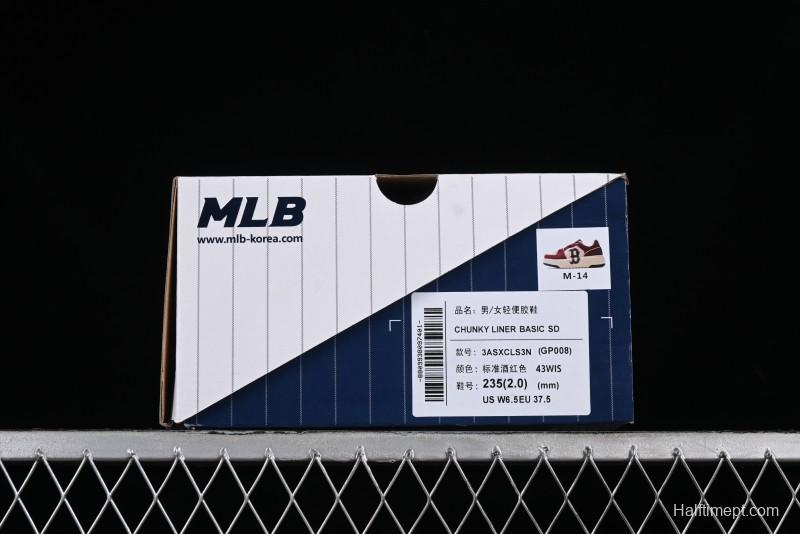 MLB
www.mlb-korea.com
B
M-14
品名：男/女轻便胶鞋
CHUNKY LINER BASIC SD
款号：3ASXCLS3N (GP008)
颜色：标准酒红色 43WIS
鞋号：235(2.0) (mm)
US W6.5EU 37.5
Halftimept.com